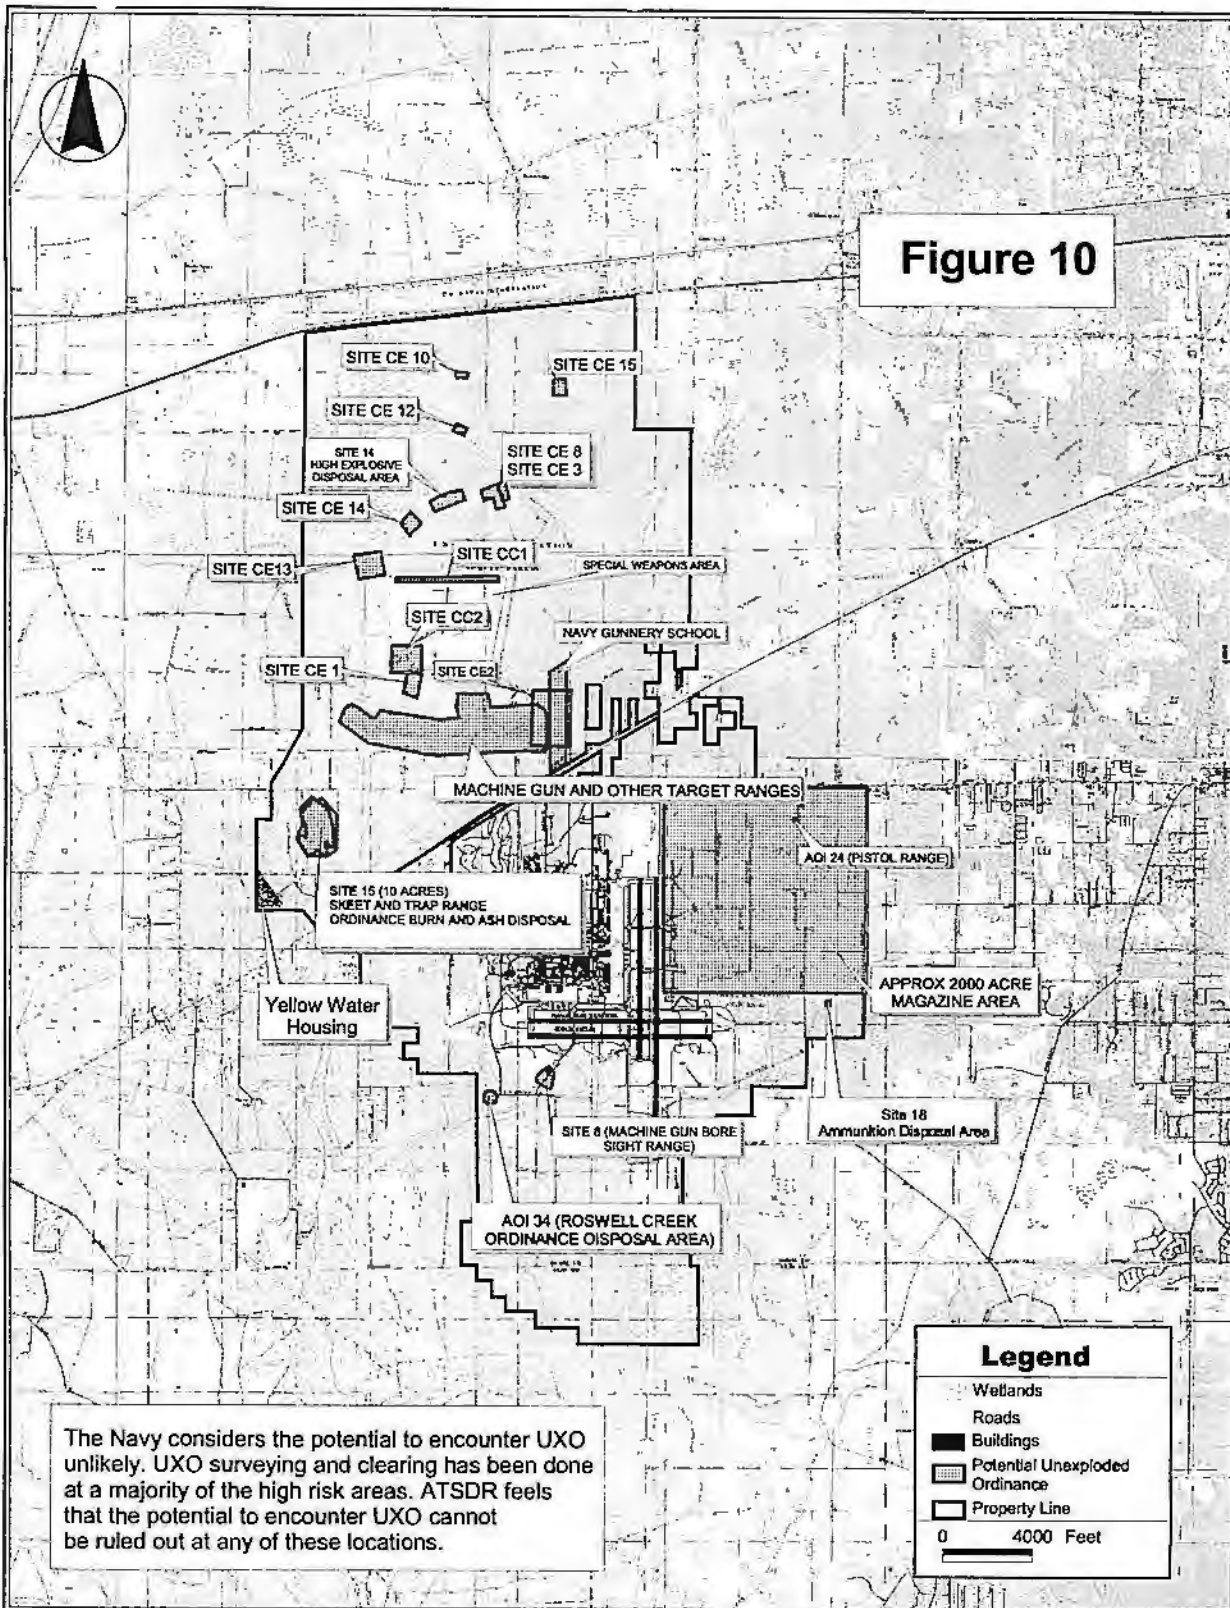 Figure 10
SITE CE 10
SITE CE 15
SITE CE 12
SITE 14
HIGH EXPLOSIVE
DISPOSAL AREA
SITE CE 8
SITE CE 3
SITE CE 14
SITE CC1
SITE CE13
SPECIAL WEAPONS AREA
SITE CC2
NAVY GUNNERY SCHOOL
SITE CE 1
SITE CE2
MACHINE GUN AND OTHER TARGET RANGES
AOI 24 (PISTOL RANGE)
SITE 15 (10 ACRES)
SKEET AND TRAP RANGE
ORDINANCE BURN AND ASH DISPOSAL
APPROX 2000 ACRE
MAGAZINE AREA
Yellow Water
Housing
Site 18
Ammunition Disposal Area
SITE 6 (MACHINE GUN BORE
SIGHT RANGE)
AOI 34 (ROSWELL CREEK
ORDINANCE DISPOSAL AREA)
Legend
Wetlands
Roads
Buildings
Potential Unexploded
Ordinance
Property Line
0 4000 Feet
The Navy considers the potential to encounter UXO
unlikely. UXO surveying and clearing has been done
at a majority of the high risk areas. ATSDR feels
that the potential to encounter UXO cannot
be ruled out at any of these locations.